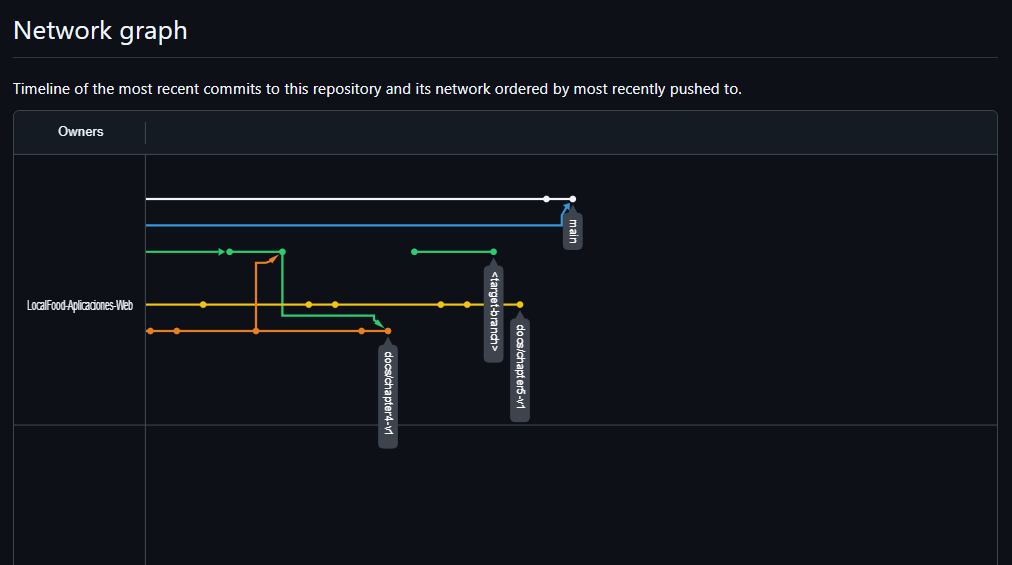 Network graph
Timeline of the most recent commits to this repository and its network ordered by most recently pushed to.
Owners
main
LocalFood-Aplicaciones-Web
<target-branch>
docs/chapter5-v1
docs/chapter4-v1